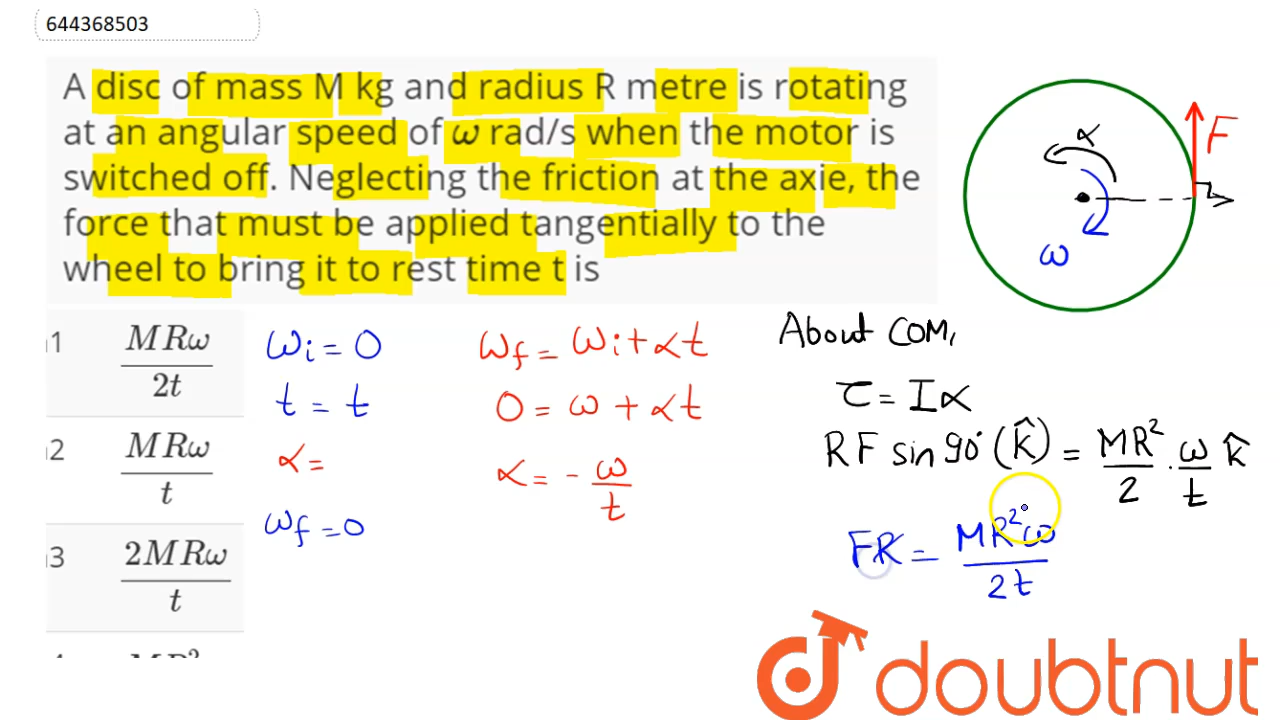 644368503
A disc of mass M kg and radius R metre is rotating
at an angular speed of ω rad/s when the motor is
switched off. Neglecting the friction at the axie, the
force that must be applied tangentially to the
wheel to bring it to rest time t is
1 MRω/2t
2 MRω/t
3 2MRω/t
ωi = 0
t = t
α =
ωf = 0
ωf = ωi + αt
0 = ω + αt
α = - ω/t
α
F
ω
About COM,
τ = Iα
RF sin 90° (k̂) = MR²/2 · ω/t k̂
FR = MR²ω/2t
doubtnut